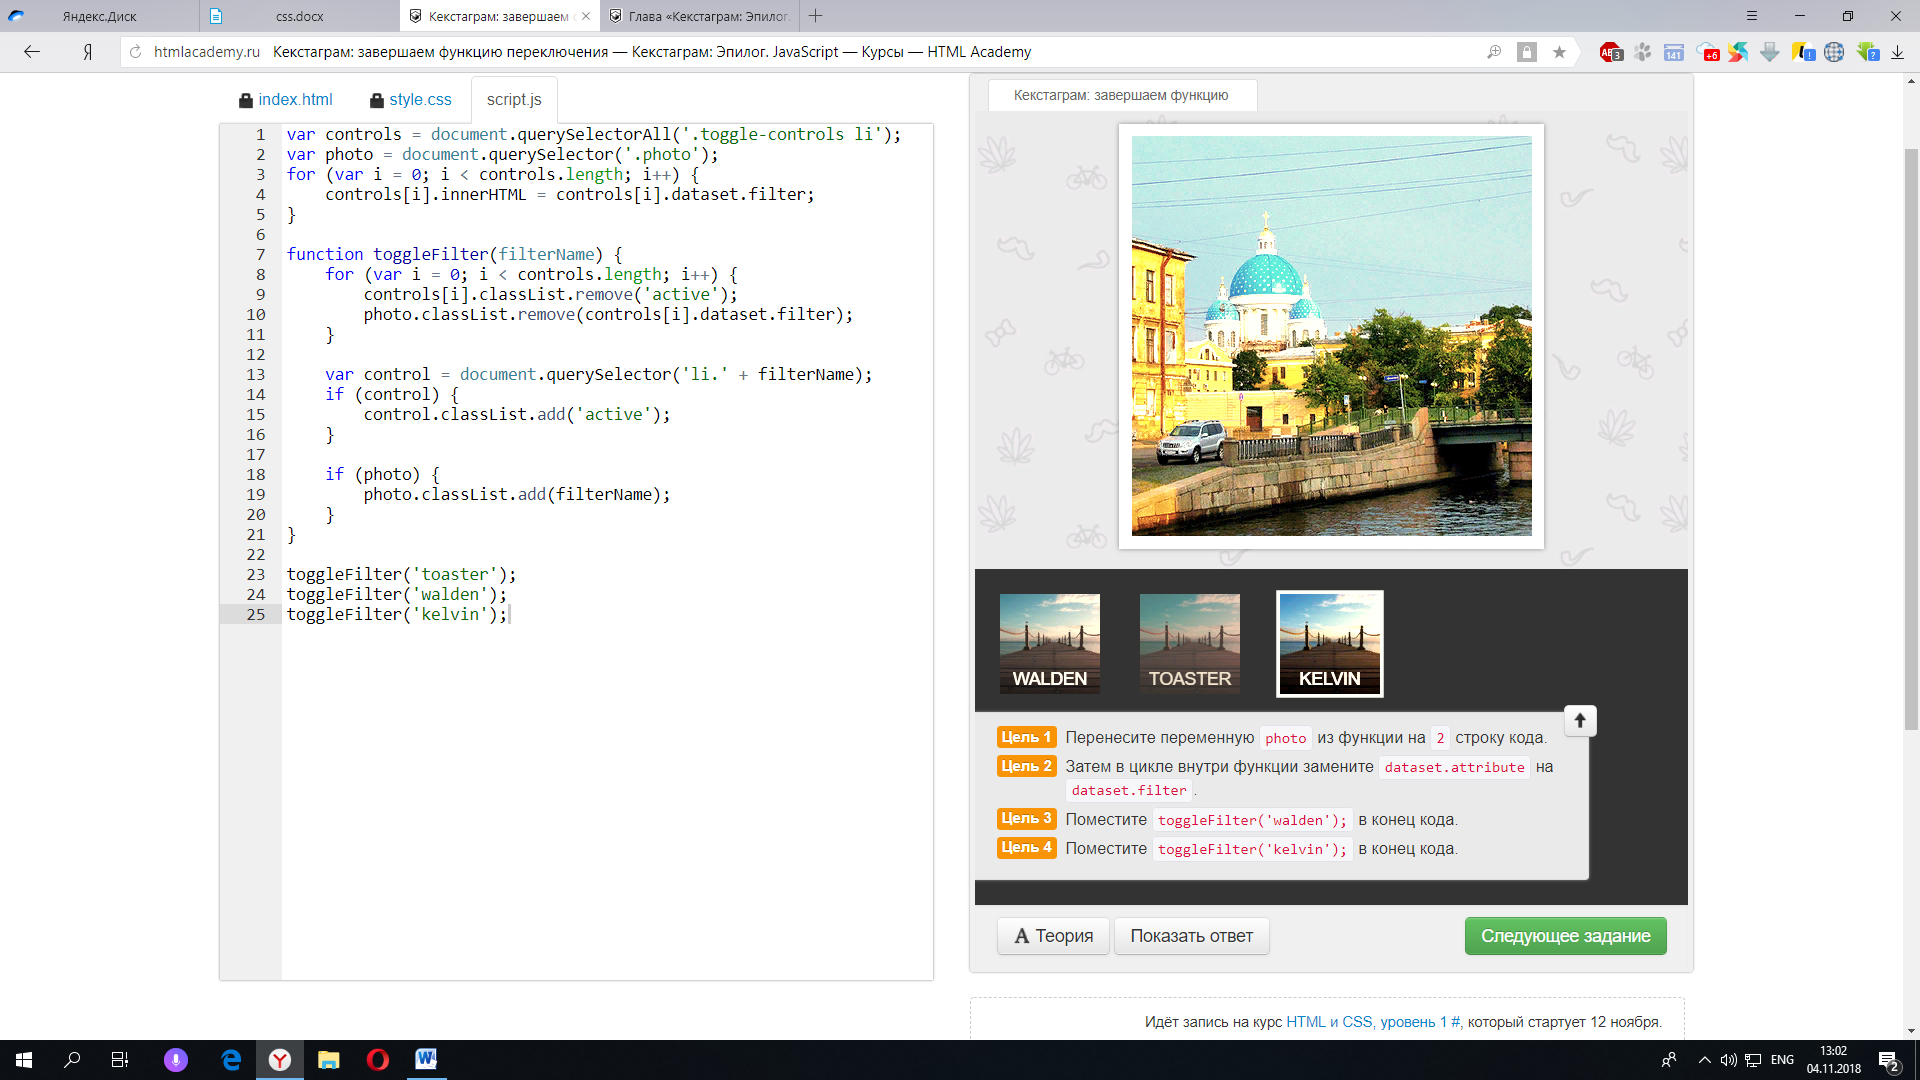 Яндекс.Диск
css.docx
Кекстаграм: завершаем
Глава «Кекстаграм: Эпилог.
Я
htmlacademy.ru Кекстаграм: завершаем функцию переключения — Кекстаграм: Эпилог. JavaScript — Курсы — HTML Academy
3
141
+6
!
?
index.html
style.css
script.js
1 var controls = document.querySelectorAll('.toggle-controls li');
2 var photo = document.querySelector('.photo');
3 for (var i = 0; i < controls.length; i++) {
4 controls[i].innerHTML = controls[i].dataset.filter;
5 }
6
7 function toggleFilter(filterName) {
8 for (var i = 0; i < controls.length; i++) {
9 controls[i].classList.remove('active');
10 photo.classList.remove(controls[i].dataset.filter);
11 }
12
13 var control = document.querySelector('li.' + filterName);
14 if (control) {
15 control.classList.add('active');
16 }
17
18 if (photo) {
19 photo.classList.add(filterName);
20 }
21 }
22
23 toggleFilter('toaster');
24 toggleFilter('walden');
25 toggleFilter('kelvin');
Кекстаграм: завершаем функцию
WALDEN
TOASTER
KELVIN
Цель 1 Перенесите переменную photo из функции на 2 строку кода.
Цель 2 Затем в цикле внутри функции замените dataset.attribute на
dataset.filter.
Цель 3 Поместите toggleFilter('walden'); в конец кода.
Цель 4 Поместите toggleFilter('kelvin'); в конец кода.
A Теория
Показать ответ
Следующее задание
Идёт запись на курс HTML и CSS, уровень 1 #, который стартует 12 ноября.
ENG
13:02
04.11.2018
2